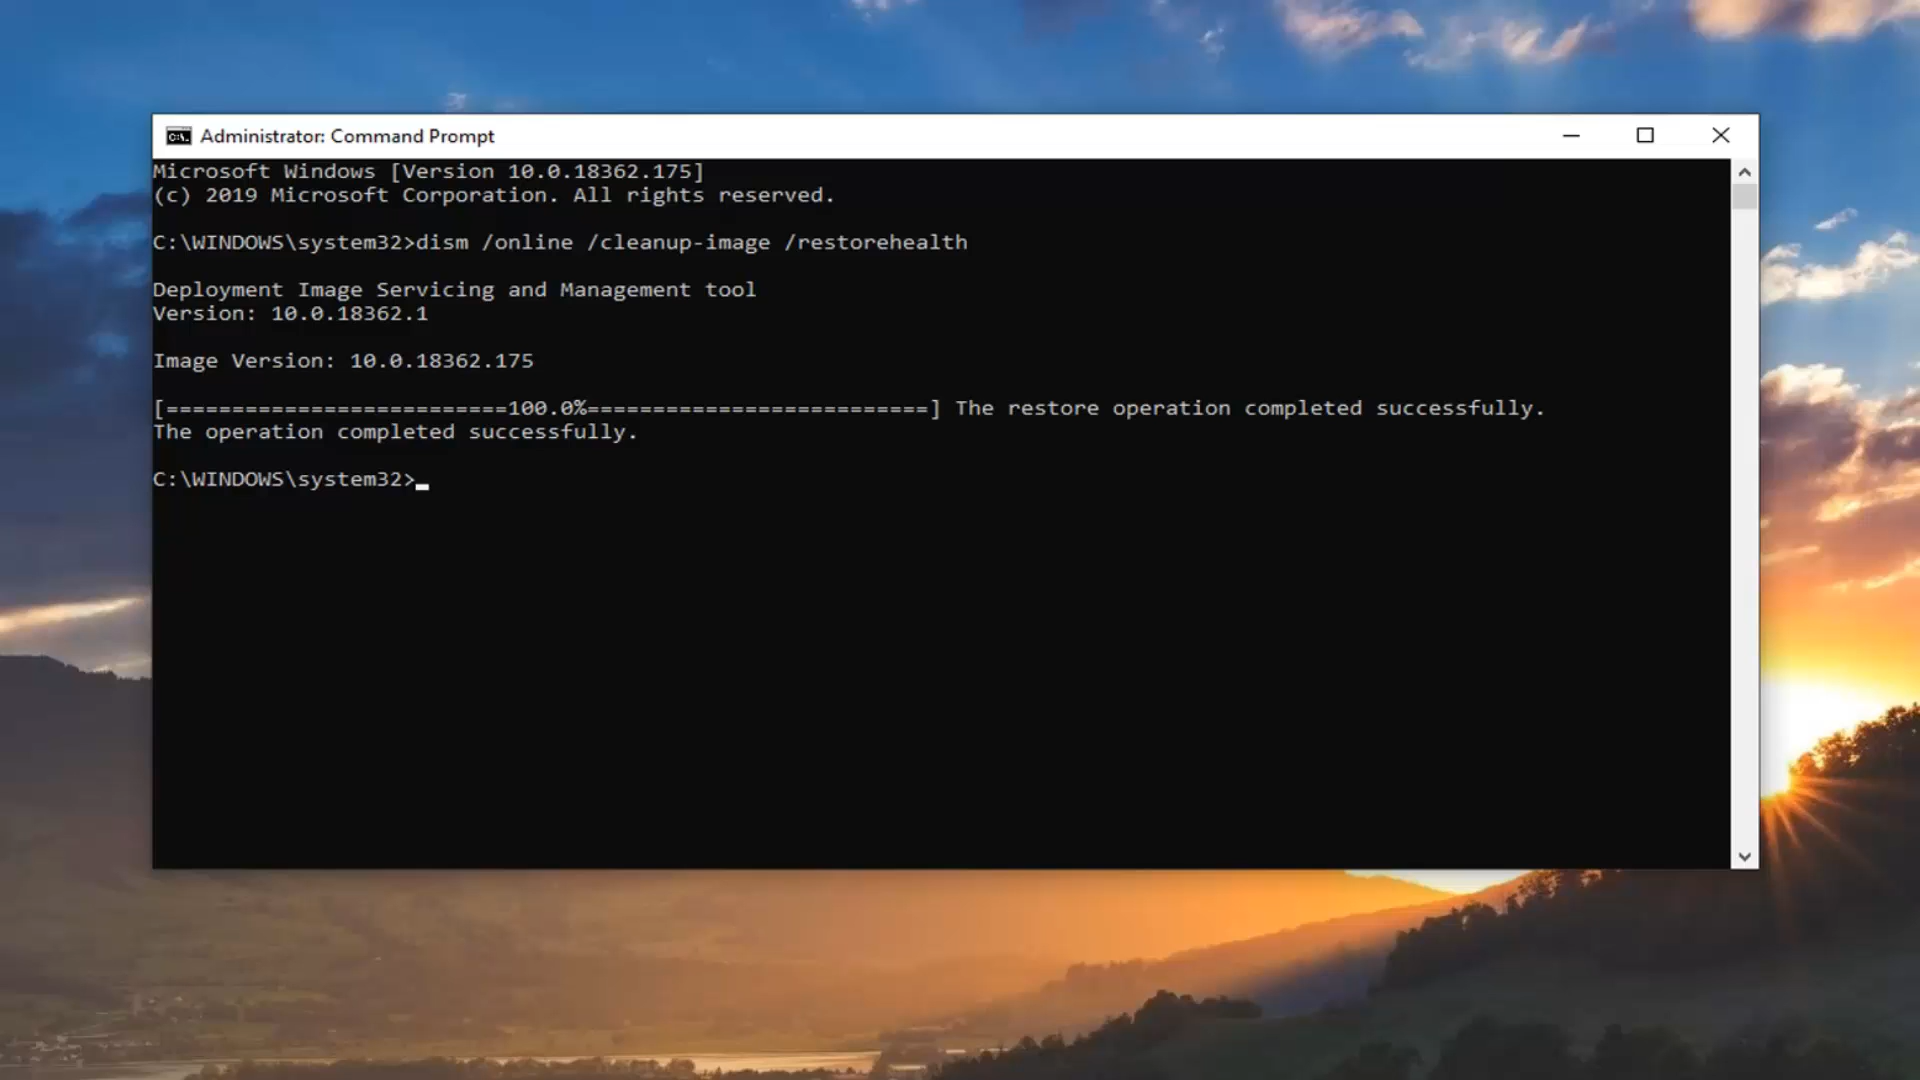 Administrator: Command Prompt
Microsoft Windows [Version 10.0.18362.175]
(c) 2019 Microsoft Corporation. All rights reserved.
C:\WINDOWS\system32>dism /online /cleanup-image /restorehealth
Deployment Image Servicing and Management tool
Version: 10.0.18362.1
Image Version: 10.0.18362.175
[==========================100.0%==========================] The restore operation completed successfully.
The operation completed successfully.
C:\WINDOWS\system32>